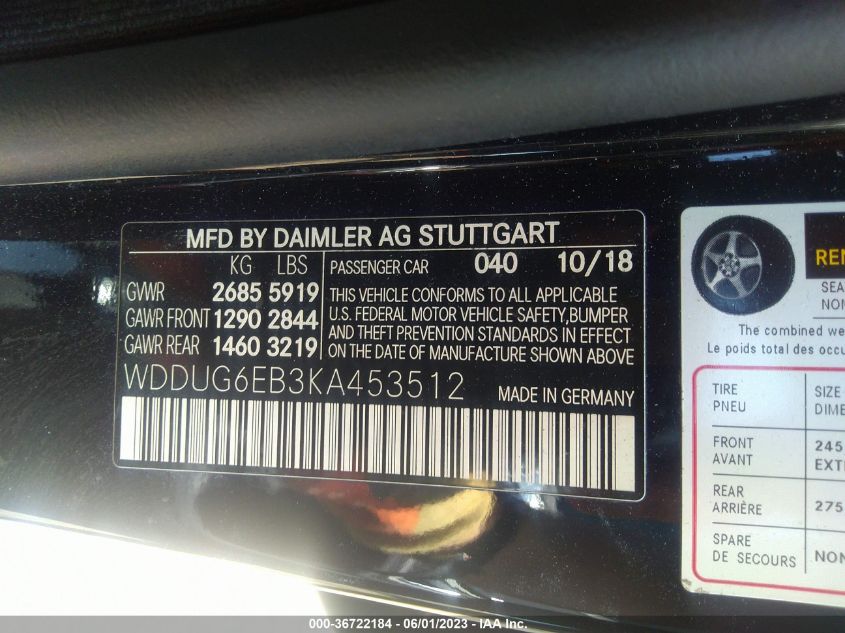 MFD BY DAIMLER AG STUTTGART
KG LBS PASSENGER CAR 040 10/18
GVWR 2685 5919
GAWR FRONT 1290 2844
GAWR REAR 1460 3219
THIS VEHICLE CONFORMS TO ALL APPLICABLE
U.S. FEDERAL MOTOR VEHICLE SAFETY,BUMPER
AND THEFT PREVENTION STANDARDS IN EFFECT
ON THE DATE OF MANUFACTURE SHOWN ABOVE
WDDUG6EB3KA453512 MADE IN GERMANY
The combined
Le poids total des
TIRE
PNEU
SIZE
FRONT
AVANT
245
REAR
ARRIÈRE
275
SPARE
DE SECOURS
000-36722184 - 06/01/2023 - IAA Inc.